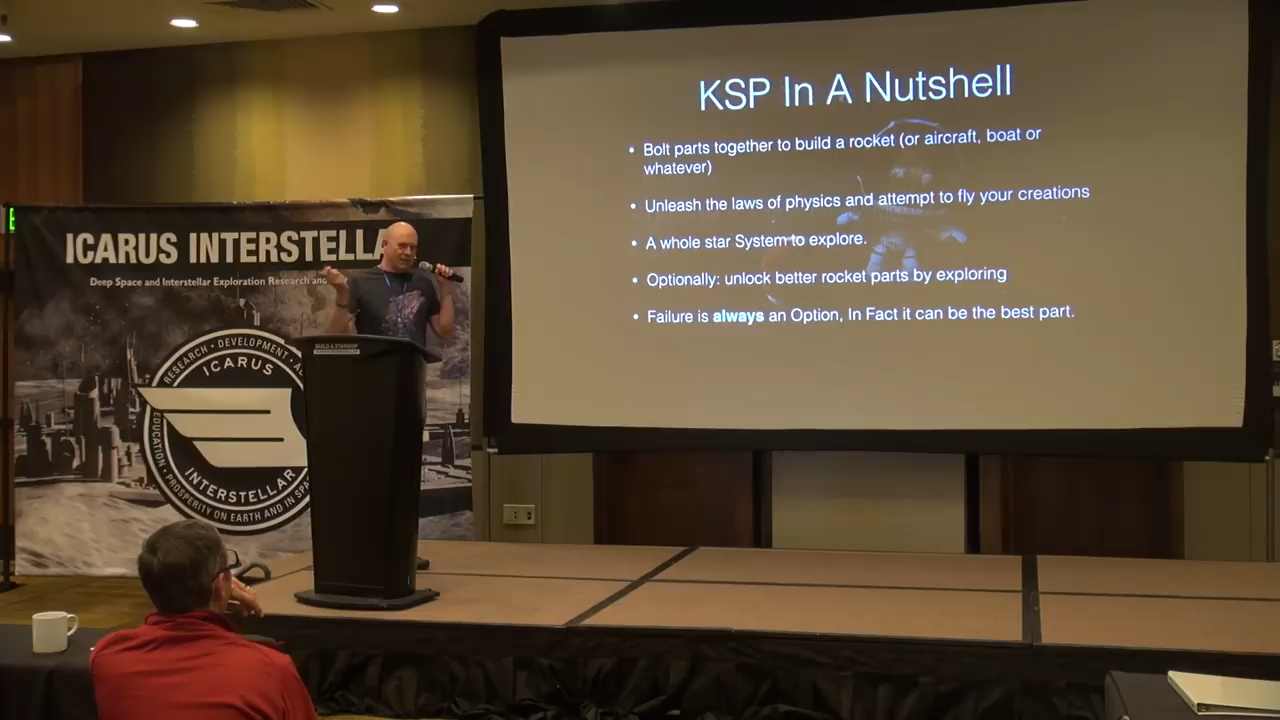 KSP In A Nutshell
• Bolt parts together to build a rocket (or aircraft, boat or
whatever)
• Unleash the laws of physics and attempt to fly your creations
• A whole star System to explore.
• Optionally: unlock better rocket parts by exploring
• Failure is always an Option, In Fact it can be the best part.
ICARUS INTERSTELLA
Deep Space and Interstellar Exploration Research and
RESEARCH • DEVELOPMENT •
ICARUS
INTERSTELLAR
EDUCATION • PROSPERITY ON EARTH AND IN SPA
BUILD A STARSHIP